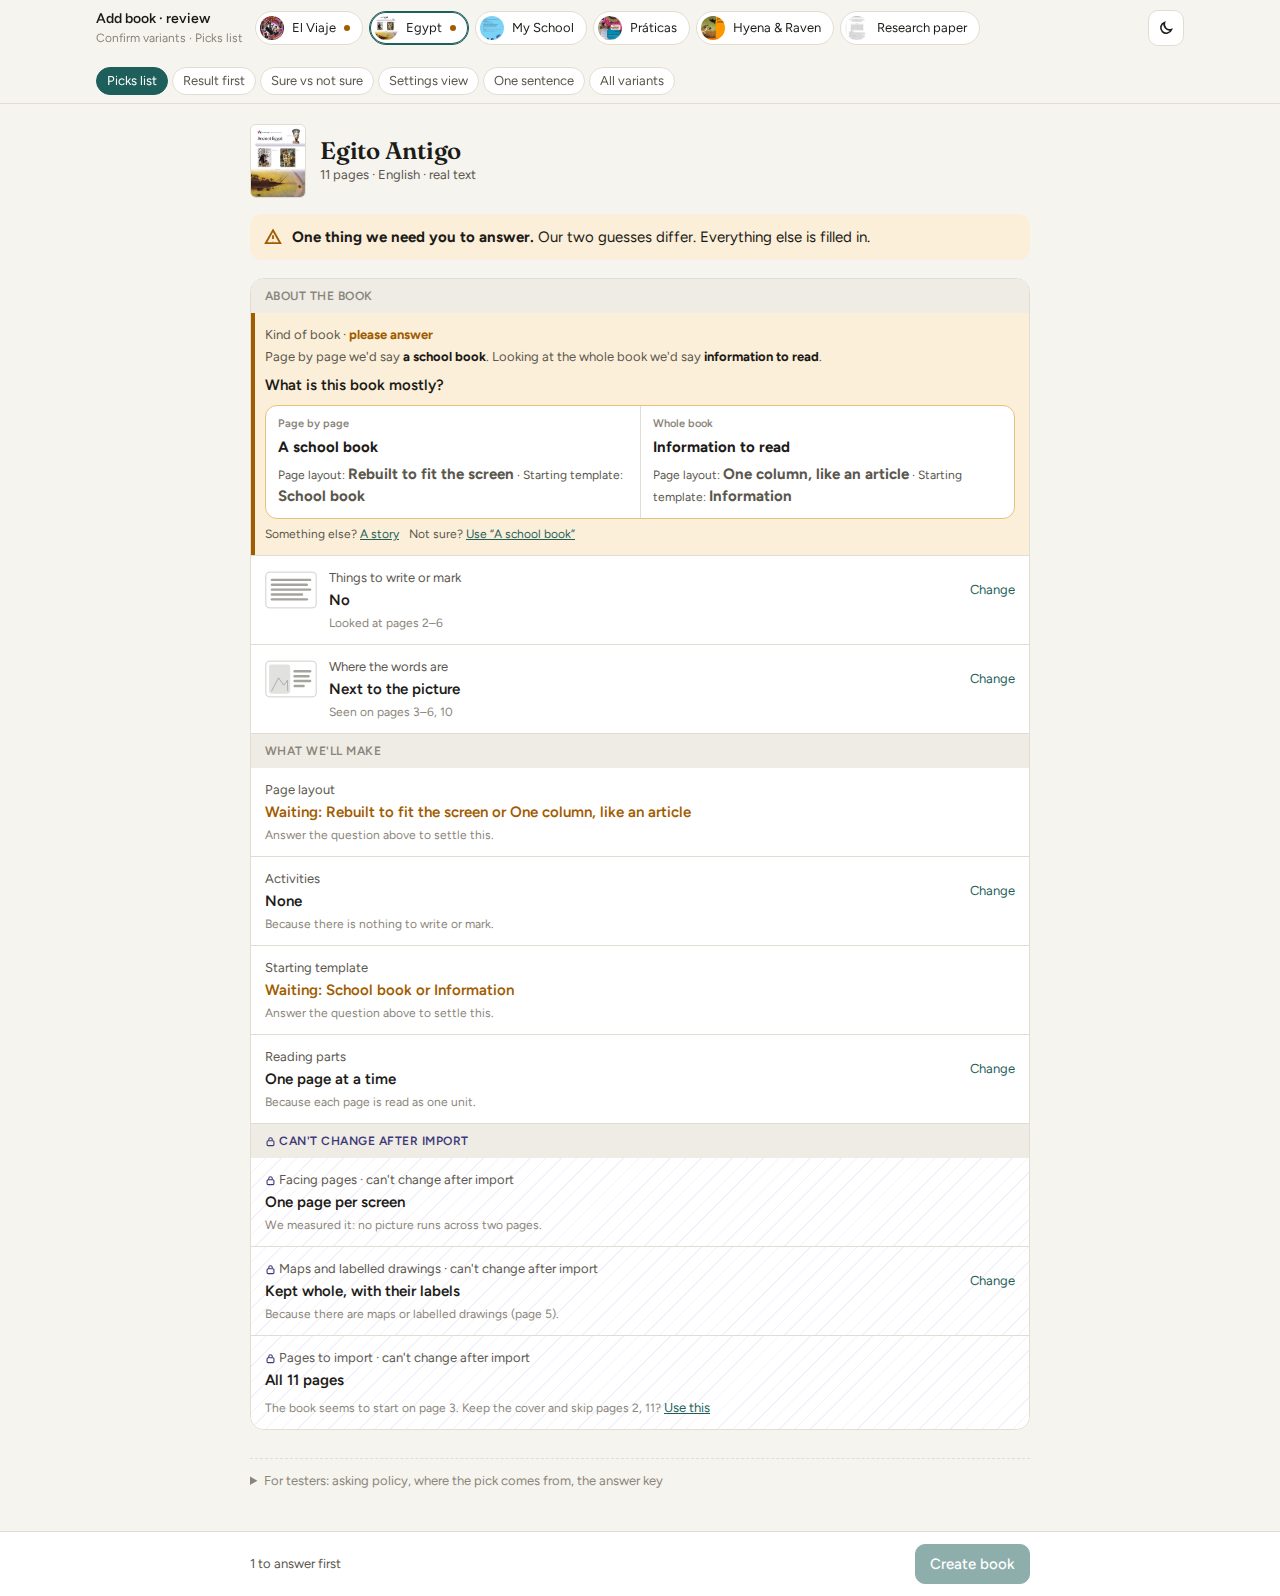 Add book · review
Confirm variants · Picks list
El Viaje
Egypt
My School
Práticas
Hyena & Raven
Research paper
Picks list
Result first
Sure vs not sure
Settings view
One sentence
All variants
Egito Antigo
11 pages · English · real text
One thing we need you to answer. Our two guesses differ. Everything else is filled in.
ABOUT THE BOOK
Kind of book · please answer
Page by page we'd say a school book. Looking at the whole book we'd say information to read.
What is this book mostly?
Page by page
A school book
Page layout: Rebuilt to fit the screen · Starting template:
School book
Whole book
Information to read
Page layout: One column, like an article · Starting
template: Information
Something else? A story Not sure? Use “A school book”
Things to write or mark
No
Looked at pages 2–6
Change
Where the words are
Next to the picture
Seen on pages 3–6, 10
Change
WHAT WE'LL MAKE
Page layout
Waiting: Rebuilt to fit the screen or One column, like an article
Answer the question above to settle this.
Activities
None
Because there is nothing to write or mark.
Change
Starting template
Waiting: School book or Information
Answer the question above to settle this.
Reading parts
One page at a time
Because each page is read as one unit.
Change
CAN'T CHANGE AFTER IMPORT
Facing pages · can't change after import
One page per screen
We measured it: no picture runs across two pages.
Maps and labelled drawings · can't change after import
Kept whole, with their labels
Because there are maps or labelled drawings (page 5).
Change
Pages to import · can't change after import
All 11 pages
The book seems to start on page 3. Keep the cover and skip pages 2, 11? Use this
For testers: asking policy, where the pick comes from, the answer key
1 to answer first
Create book